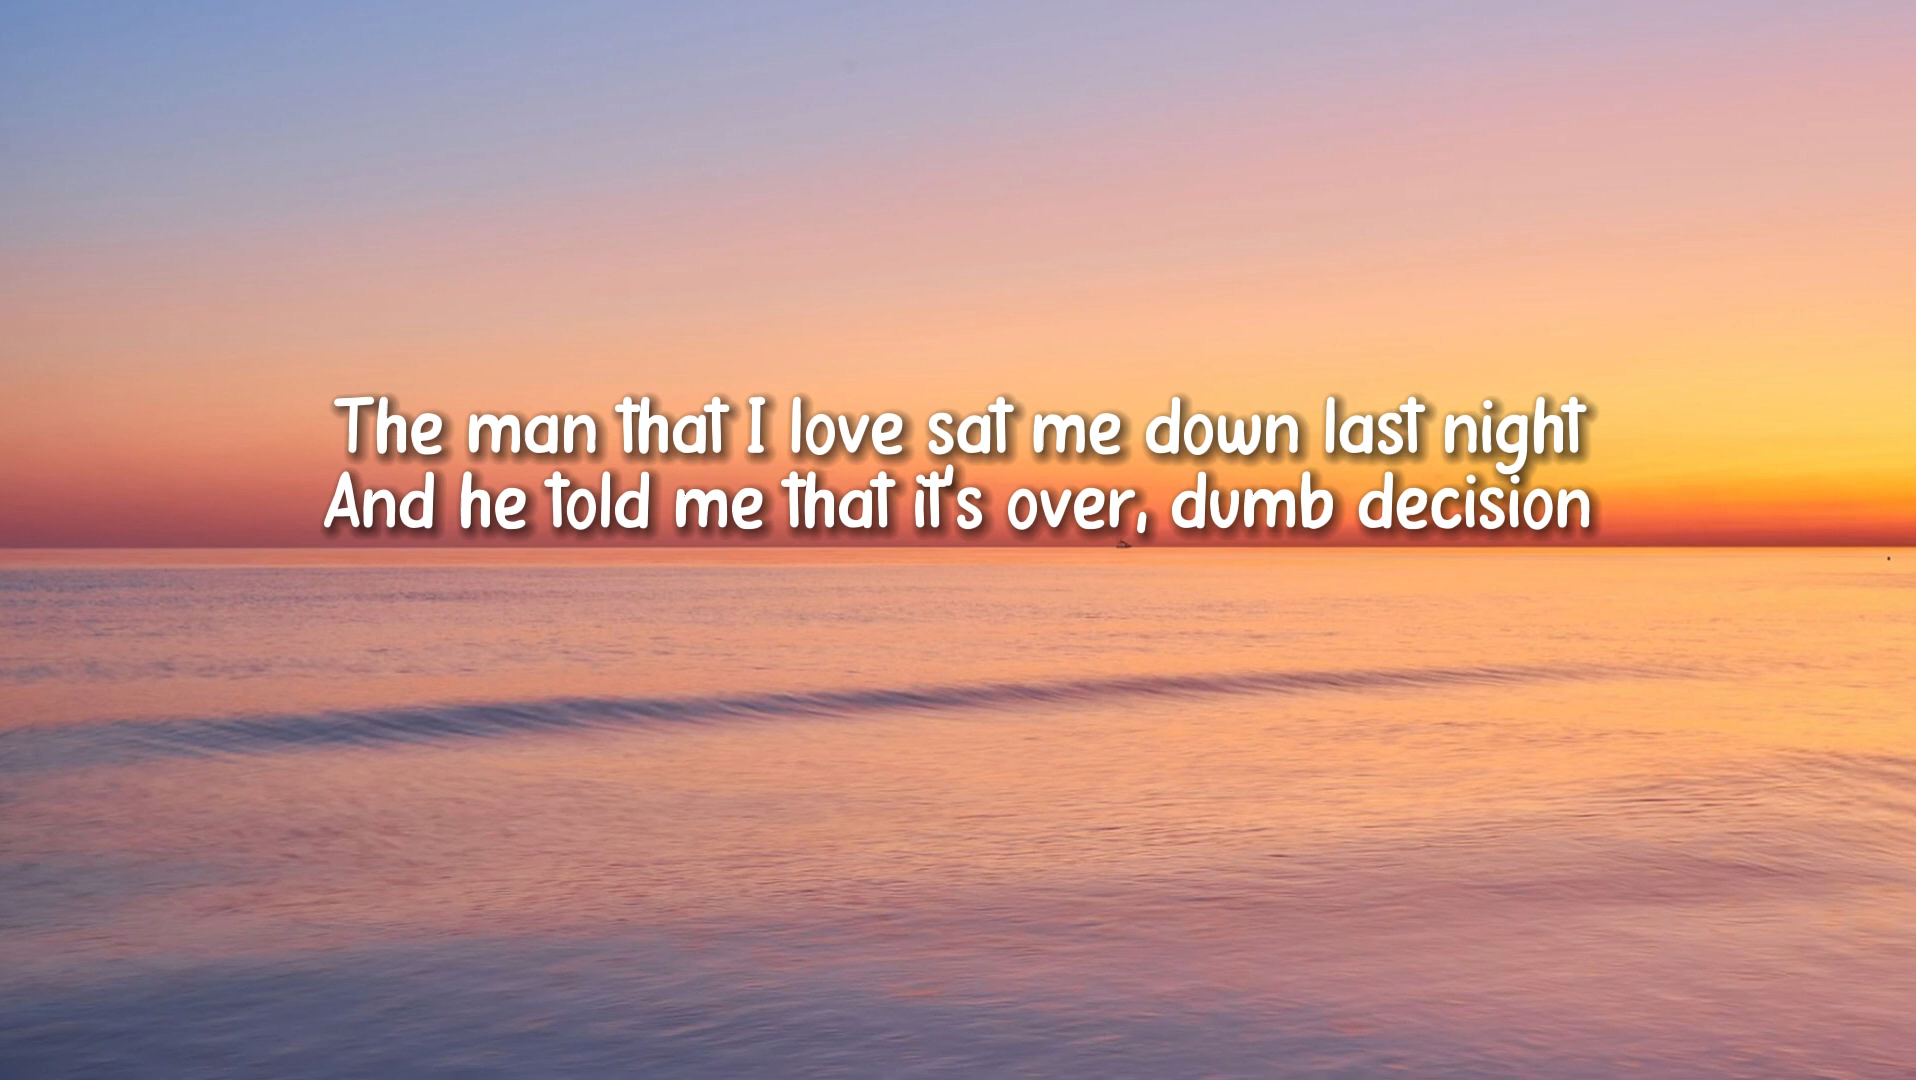 The man that I love sat me down last night
And he told me that it's over, dumb decision